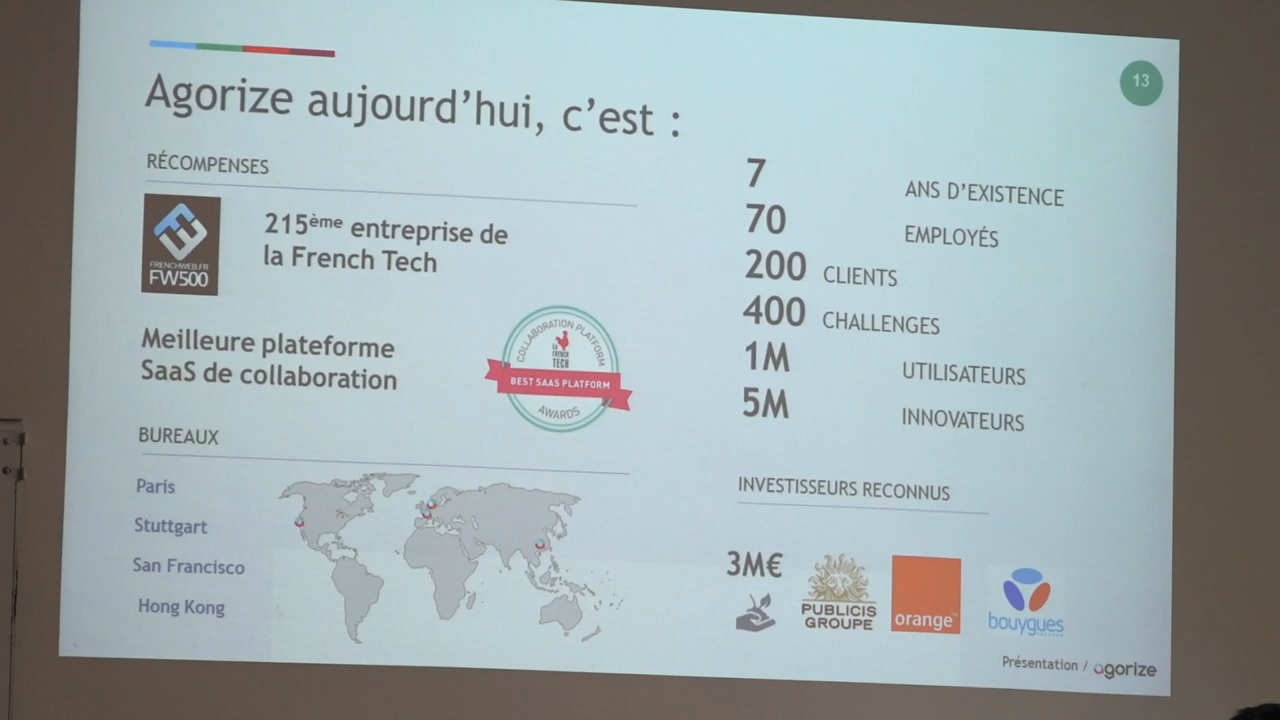 13
Agorize aujourd'hui, c'est :
RÉCOMPENSES
FRENCHWEB.FR
FW500
215ème entreprise de
la French Tech
Meilleure plateforme
SaaS de collaboration
COLLABORATION PLATFORM
LA
FRENCH
TECH
BEST SAAS PLATFORM
AWARDS
BUREAUX
Paris
Stuttgart
San Francisco
Hong Kong
7 ANS D'EXISTENCE
70 EMPLOYÉS
200 CLIENTS
400 CHALLENGES
1M UTILISATEURS
5M INNOVATEURS
INVESTISSEURS RECONNUS
3M€
PUBLICIS
GROUPE
orange™
bouygues
TELECOM
Présentation / agorize